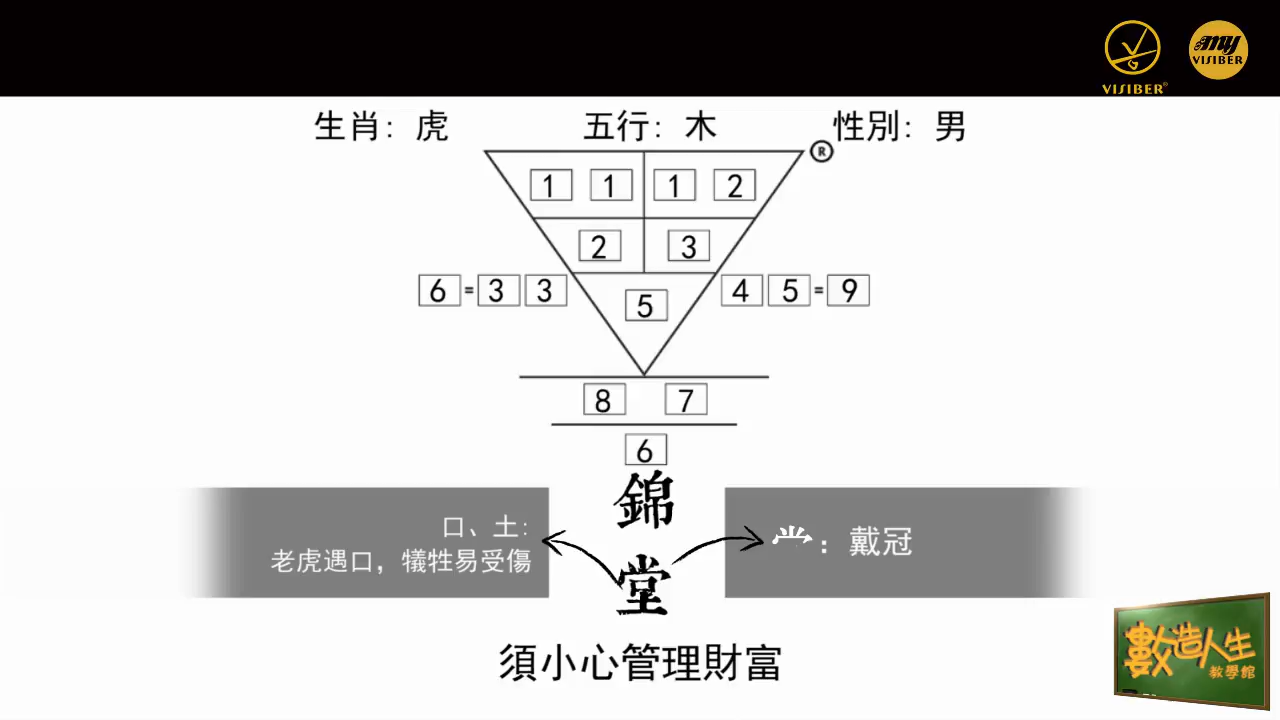 VISIBER®
my VISIBER
生肖: 虎 五行: 木 性別: 男
®
1 1 1 2
2 3
6 = 3 3 5 4 5 = 9
8 7
6
錦
堂
口、土:
老虎遇口，犧牲易受傷
龸: 戴冠
須小心管理財富
數造人生
教學館